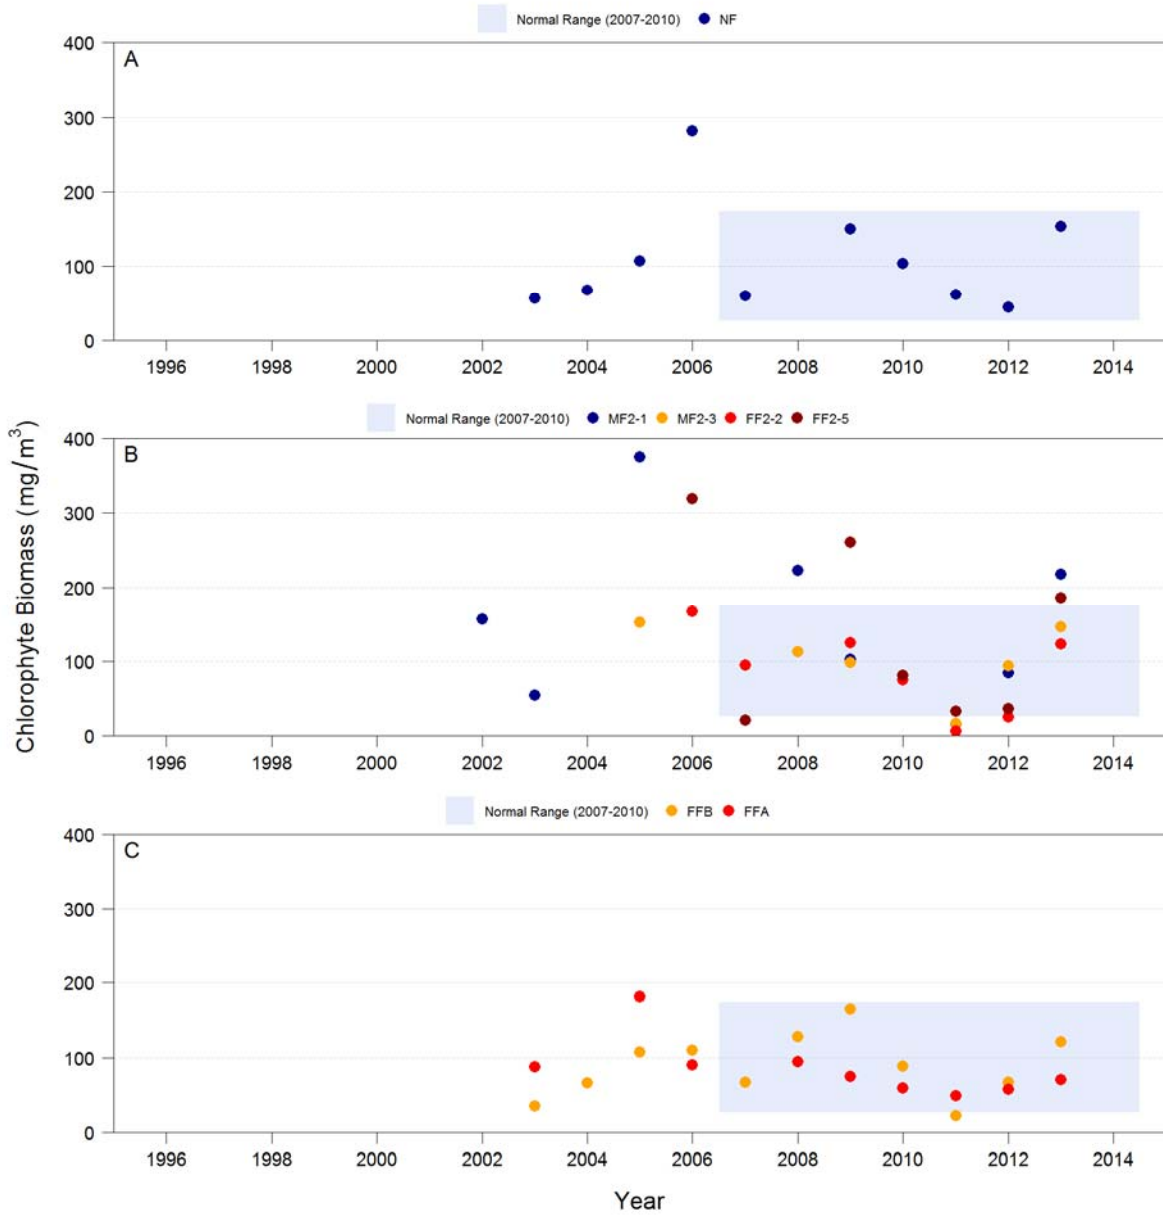 Normal Range (2007-2010) NF
A
400
300
200
100
0
1996 1998 2000 2002 2004 2006 2008 2010 2012 2014
Normal Range (2007-2010) MF2-1 MF2-3 FF2-2 FF2-5
B
400
300
200
100
0
1996 1998 2000 2002 2004 2006 2008 2010 2012 2014
Chlorophyte Biomass (mg/m³)
Normal Range (2007-2010) FFB FFA
C
400
300
200
100
0
1996 1998 2000 2002 2004 2006 2008 2010 2012 2014
Year